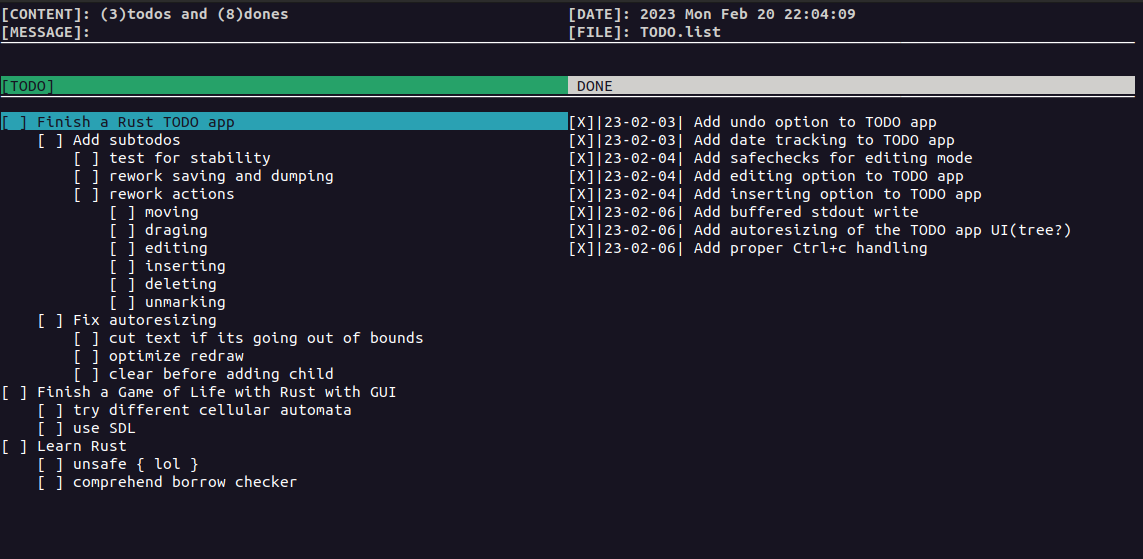 [CONTENT]: (3)todos and (8)dones
[MESSAGE]:
[DATE]: 2023 Mon Feb 20 22:04:09
[FILE]: TODO.list
[TODO]
[ ] Finish a Rust TODO app
[ ] Add subtodos
[ ] test for stability
[ ] rework saving and dumping
[ ] rework actions
[ ] moving
[ ] draging
[ ] editing
[ ] inserting
[ ] deleting
[ ] unmarking
[ ] Fix autoresizing
[ ] cut text if its going out of bounds
[ ] optimize redraw
[ ] clear before adding child
[ ] Finish a Game of Life with Rust with GUI
[ ] try different cellular automata
[ ] use SDL
[ ] Learn Rust
[ ] unsafe { lol }
[ ] comprehend borrow checker
DONE
[X]|23-02-03| Add undo option to TODO app
[X]|23-02-03| Add date tracking to TODO app
[X]|23-02-04| Add safechecks for editing mode
[X]|23-02-04| Add editing option to TODO app
[X]|23-02-04| Add inserting option to TODO app
[X]|23-02-06| Add buffered stdout write
[X]|23-02-06| Add autoresizing of the TODO app UI(tree?)
[X]|23-02-06| Add proper Ctrl+c handling